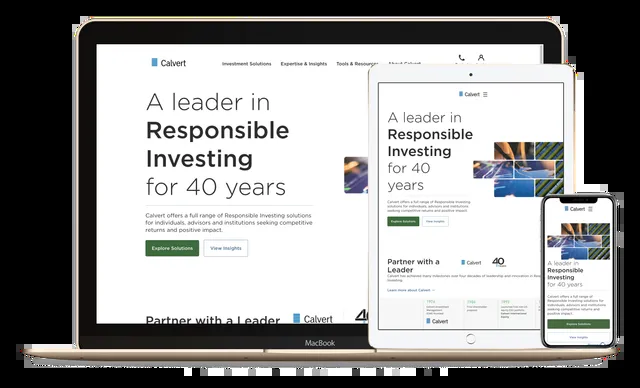 Calvert
Investment Solutions
Expertise & Insights
Tools & Resources
About Calvert
A leader in
Responsible
Investing
for 40 years
Calvert offers a full range of Responsible Investing solutions
for individuals, advisors and institutions seeking competitive
returns and positive impact.
Explore Solutions
View Insights
Partner with a Leader
Calvert
40
MacBook
Calvert
A leader in
Responsible
Investing
for 40
years
Calvert offers a full range of Responsible Investing solutions
for individuals, advisors and institutions
seeking competitive returns and positive impact.
Explore Solutions
View Insights
Partner with a
Leader
Calvert
40
Calvert has achieved many milestones over four decades of leadership and innovation in
Learn more about Calvert
Calvert
Calvert
A leader in
Responsible
Investing
for 40 years
Calvert offers a full range of
Responsible Investing solutions for
individuals, advisors and institutions
seeking competitive returns and
positive impact.
Explore Solutions
View Insights